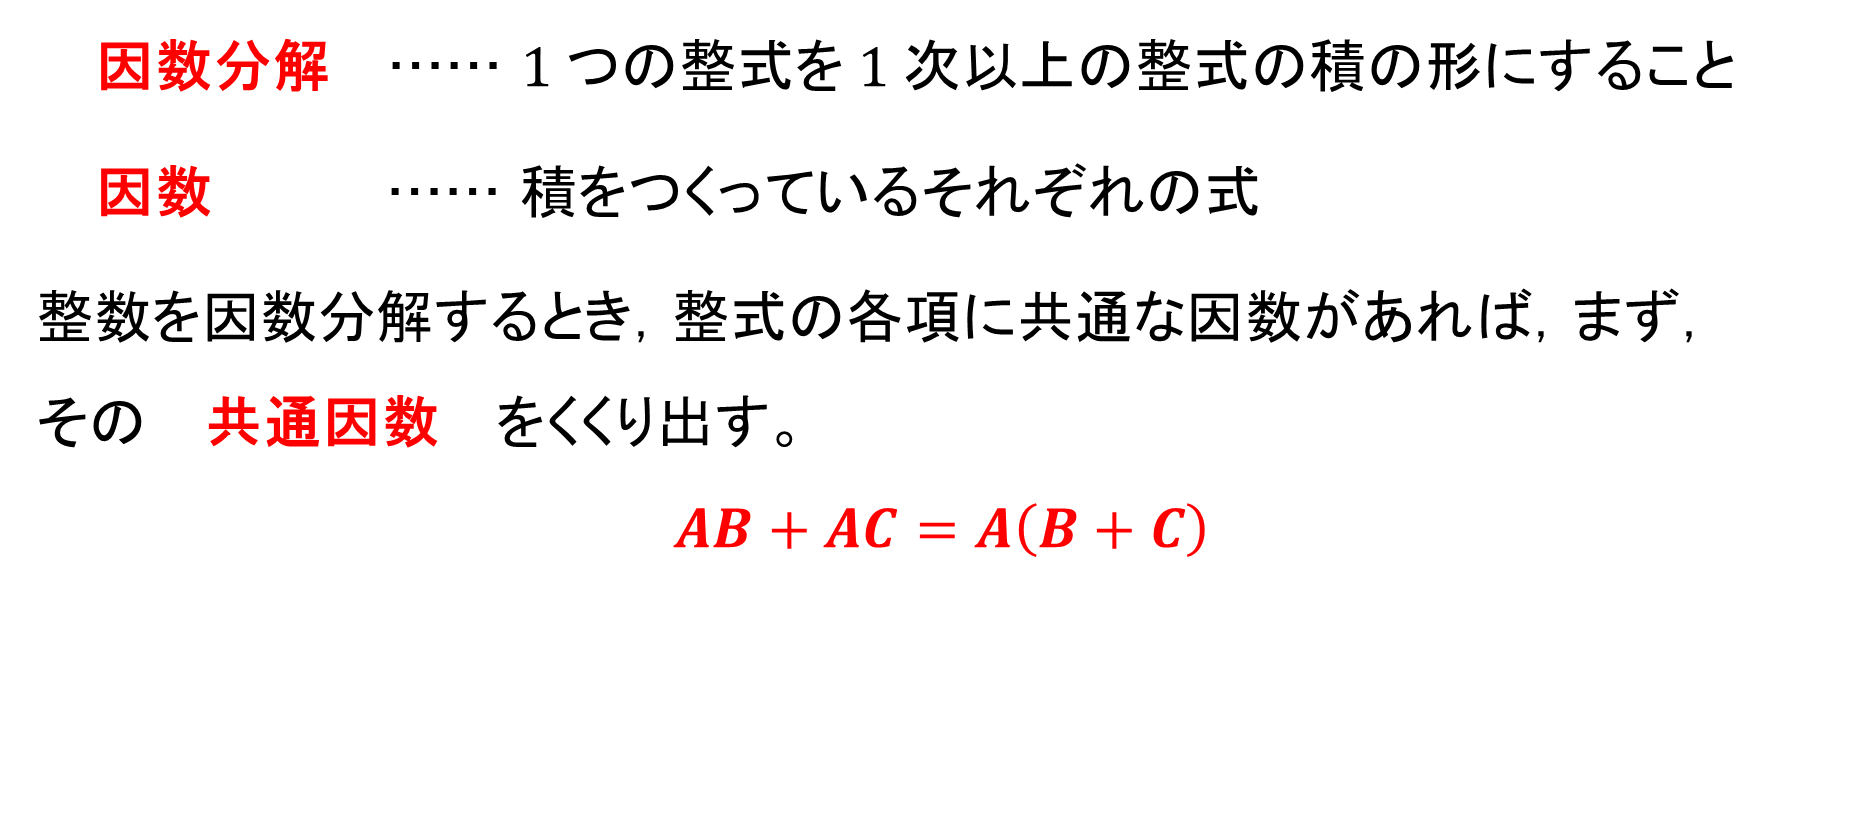 因数分解 …… 1 つの整式を 1 次以上の整式の積の形にすること
因数 …… 積をつくっているそれぞれの式
整数を因数分解するとき，整式の各項に共通な因数があれば，まず，
その 共通因数 をくくり出す。
AB + AC = A(B + C)